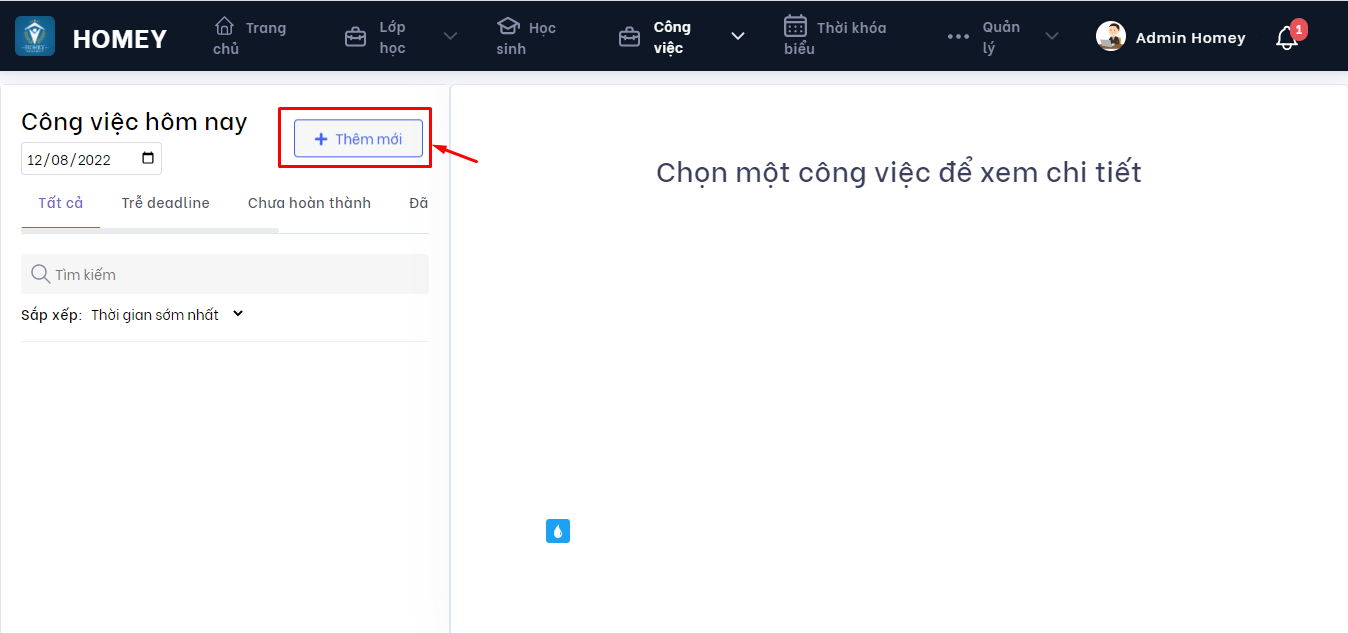 HOMEY
Trang
chủ
Lớp
học
Học
sinh
Công
việc
Thời khóa
biểu
Quản
lý
Admin Homey
1
Công việc hôm nay
Thêm mới
12/08/2022
Tất cả
Trễ deadline
Chưa hoàn thành
Đã
Chọn một công việc để xem chi tiết
Tìm kiếm
Sắp xếp: Thời gian sớm nhất